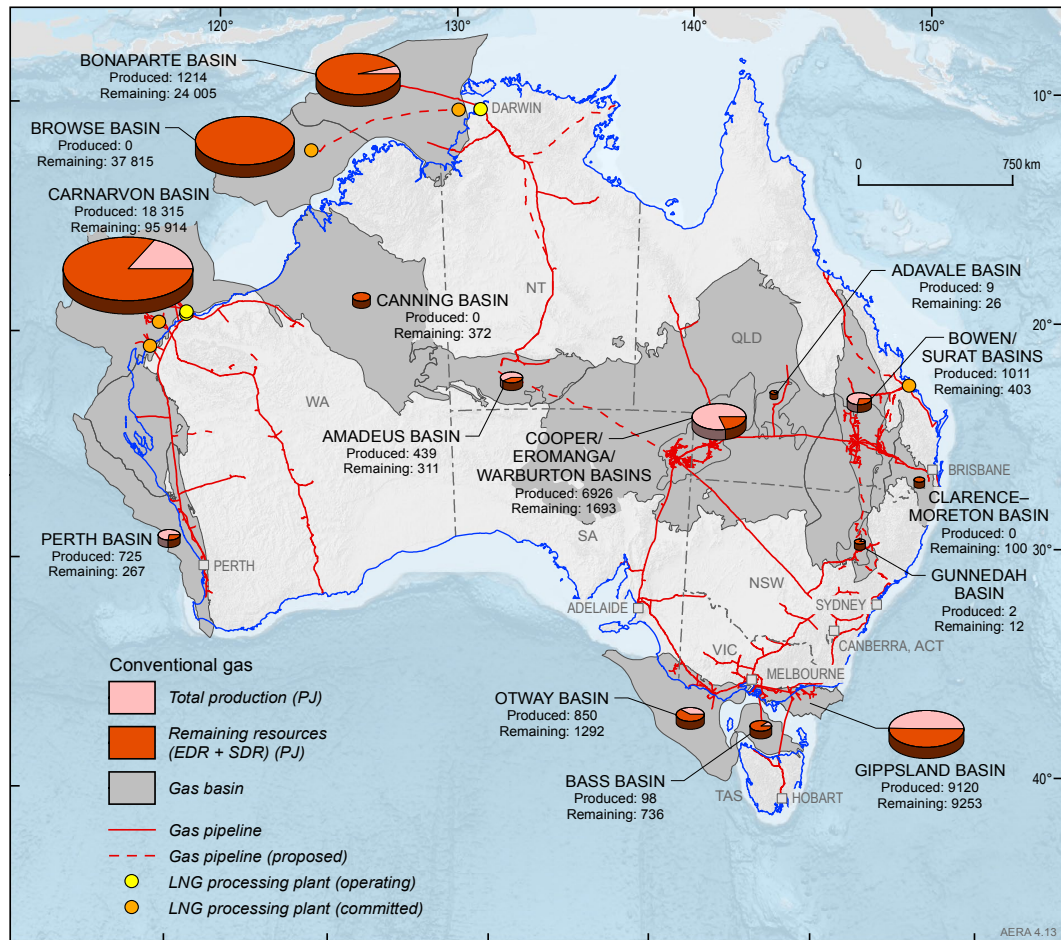 120°
130°
140°
150°
BONAPARTE BASIN
Produced: 1214
Remaining: 24 005
DARWIN
10°
BROWSE BASIN
Produced: 0
Remaining: 37 815
0
750 km
CARNARVON BASIN
Produced: 18 315
Remaining: 95 914
ADAVALE BASIN
Produced: 9
Remaining: 26
CANNING BASIN
Produced: 0
Remaining: 372
NT
20°
QLD
BOWEN/
SURAT BASINS
Produced: 1011
Remaining: 403
WA
AMADEUS BASIN
Produced: 439
Remaining: 311
COOPER/
EROMANGA/
WARBURTON BASINS
Produced: 6926
Remaining: 1693
BRISBANE
CLARENCE–
MORETON BASIN
Produced: 0
Remaining: 100
SA
PERTH BASIN
Produced: 725
Remaining: 267
PERTH
30°
GUNNEDAH
BASIN
Produced: 2
Remaining: 12
NSW
ADELAIDE
SYDNEY
CANBERRA, ACT
VIC
MELBOURNE
Conventional gas
Total production (PJ)
Remaining resources
(EDR + SDR) (PJ)
Gas basin
Gas pipeline
Gas pipeline (proposed)
LNG processing plant (operating)
LNG processing plant (committed)
OTWAY BASIN
Produced: 850
Remaining: 1292
BASS BASIN
Produced: 98
Remaining: 736
GIPPSLAND BASIN
Produced: 9120
Remaining: 9253
40°
TAS
HOBART
AERA 4.13